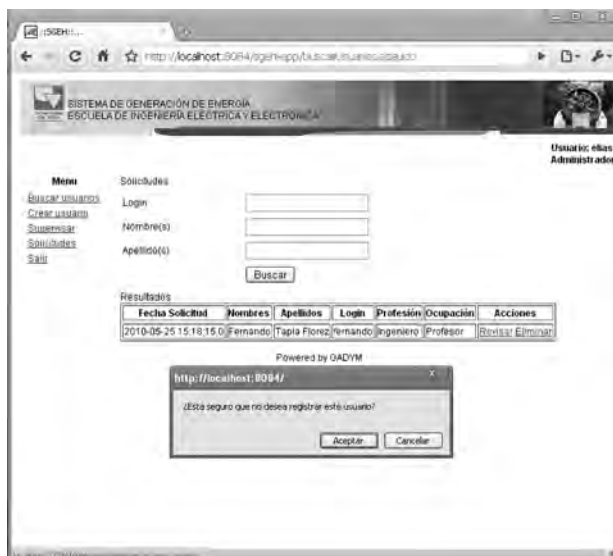 ::SGEH::...
http://localhost:8084/sgeh-app/
SISTEMA DE GENERACIÓN DE ENERGÍA
ESCUELA DE INGENIERÍA ELÉCTRICA Y ELECTRÓNICA
Usuario: elias
Administrador
Menu
Buscar usuarios
Crear usuario
Supervisar
Solicitudes
Salir
Solicitudes
Login
Nombre(s)
Apellido(s)
Buscar
Resultados
Fecha Solicitud Nombres Apellidos Login Profesión Ocupación Acciones
2010-05-25 15:18:15.0 Fernando Tapia Florez fernando Ingeniero Profesor Revisar Eliminar
Powered by GADYM
http://localhost:8084/
¿Está seguro que no desea registrar este usuario?
Aceptar Cancelar